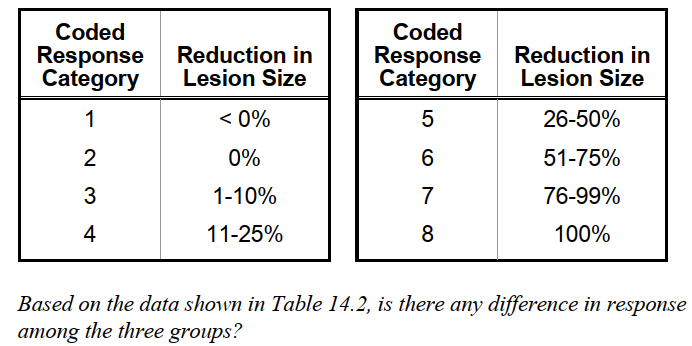 Coded Response Category Reduction in Lesion Size
1 < 0%
2 0%
3 1-10%
4 11-25%
Coded Response Category Reduction in Lesion Size
5 26-50%
6 51-75%
7 76-99%
8 100%
Based on the data shown in Table 14.2, is there any difference in response
among the three groups?